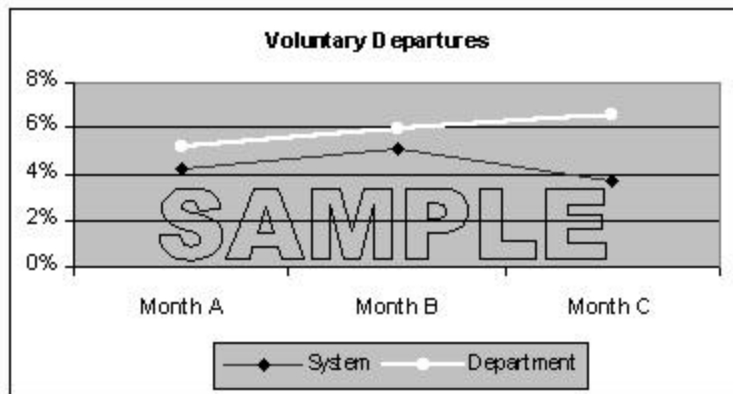 Voluntary Departures
8%
6%
4%
2%
0%
SAMPLE
Month A Month B Month C
System Department